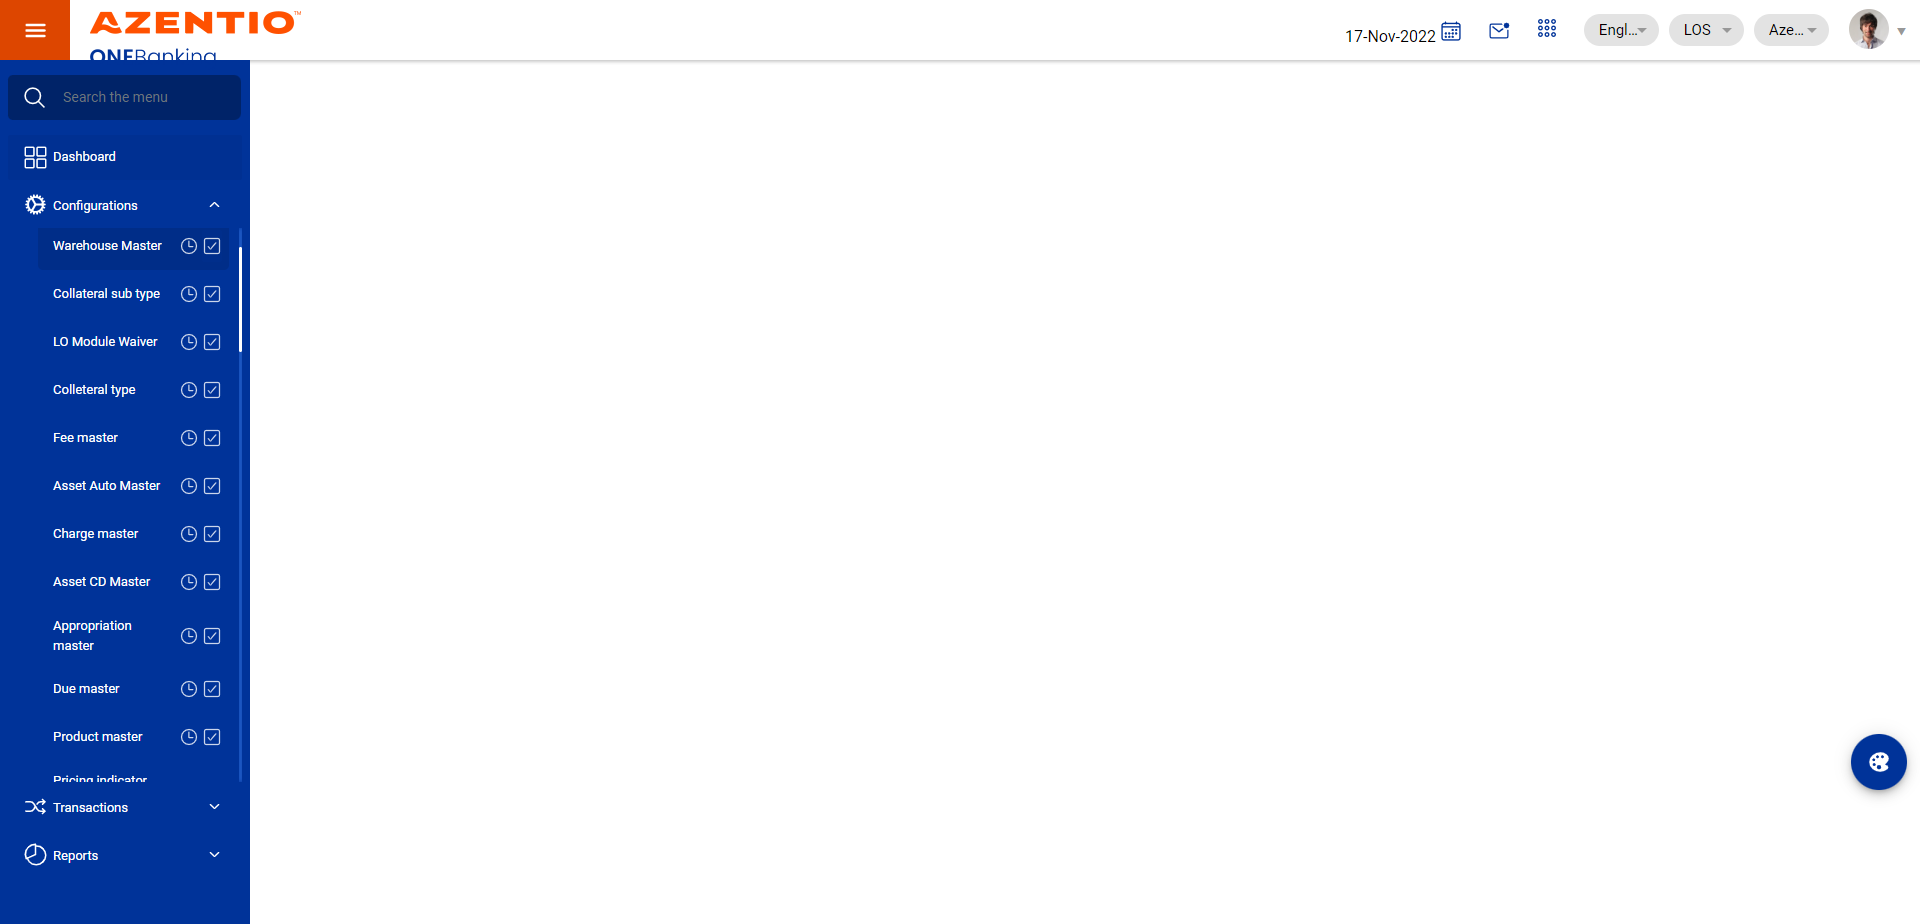 AZENTIO™
ONEBanking
17-Nov-2022
Engl...
LOS
Aze...
Search the menu
Dashboard
Configurations
Warehouse Master
Collateral sub type
LO Module Waiver
Colleteral type
Fee master
Asset Auto Master
Charge master
Asset CD Master
Appropriation
master
Due master
Product master
Pricing indicator
Transactions
Reports